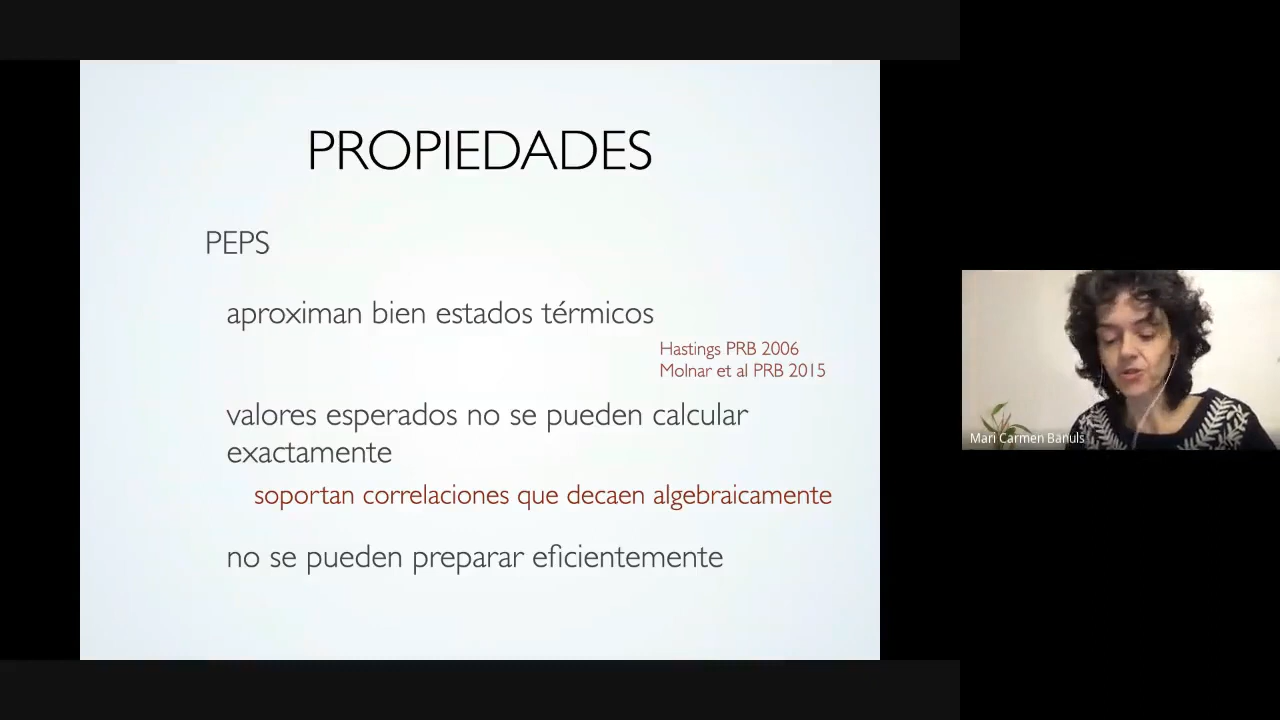 PROPIEDADES
PEPS
aproximan bien estados térmicos
Hastings PRB 2006
Molnar et al PRB 2015
valores esperados no se pueden calcular
exactamente
soportan correlaciones que decaen algebraicamente
no se pueden preparar eficientemente
Mari Carmen Banuls